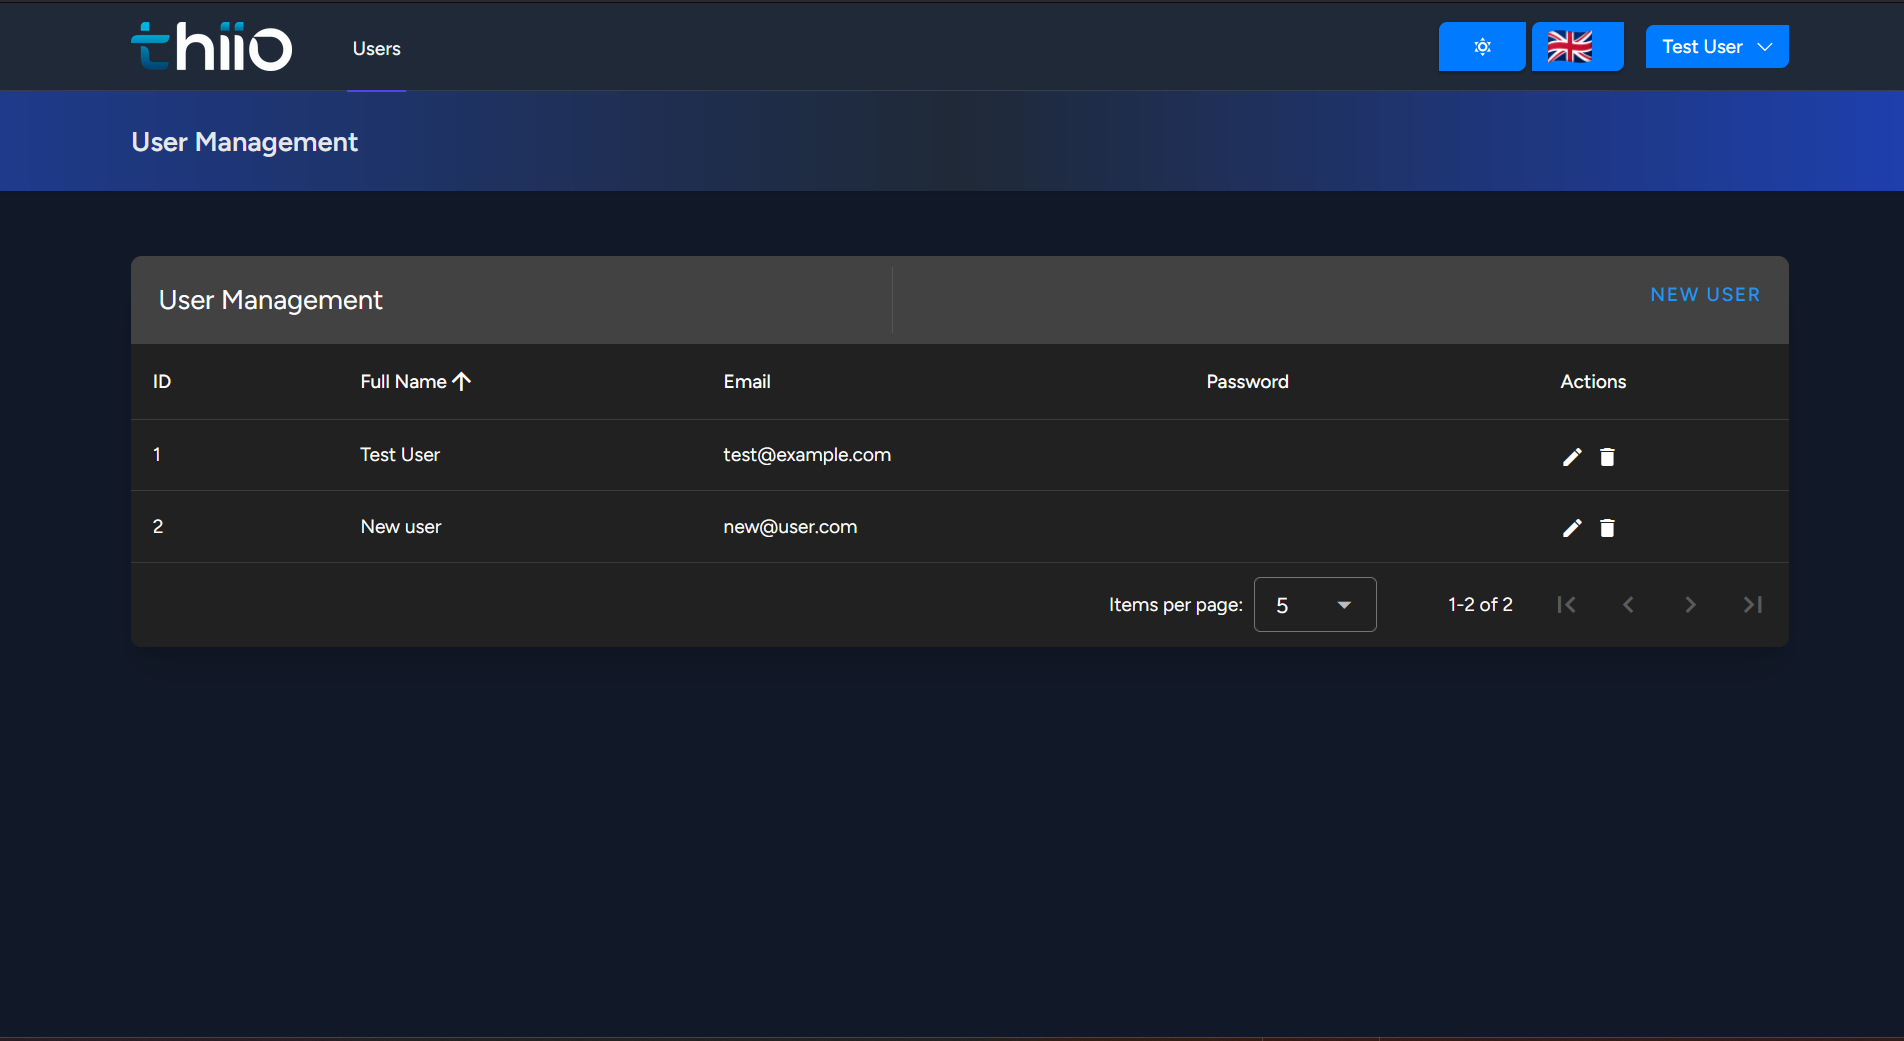 thiio Users Test User
User Management
User Management NEW USER
ID Full Name Email Password Actions
1 Test User test@example.com
2 New user new@user.com
Items per page: 5 1-2 of 2